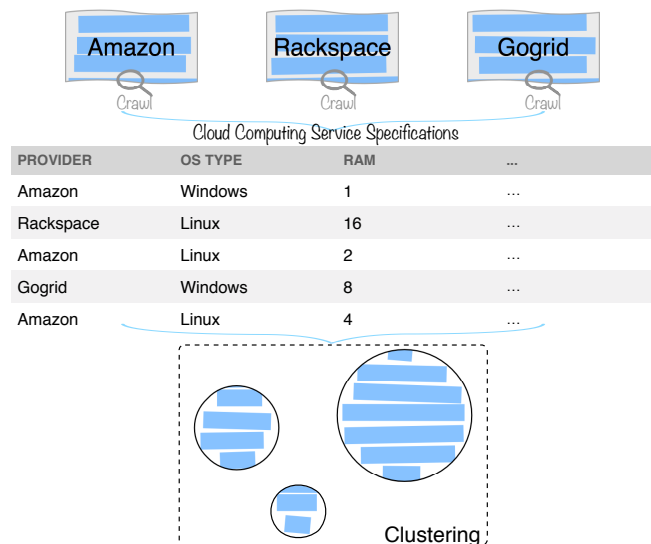 Amazon Rackspace Gogrid
Crawl Crawl Crawl
Cloud Computing Service Specifications
PROVIDER OS TYPE RAM ...
Amazon Windows 1 ...
Rackspace Linux 16 ...
Amazon Linux 2 ...
Gogrid Windows 8 ...
Amazon Linux 4 ...
Clustering